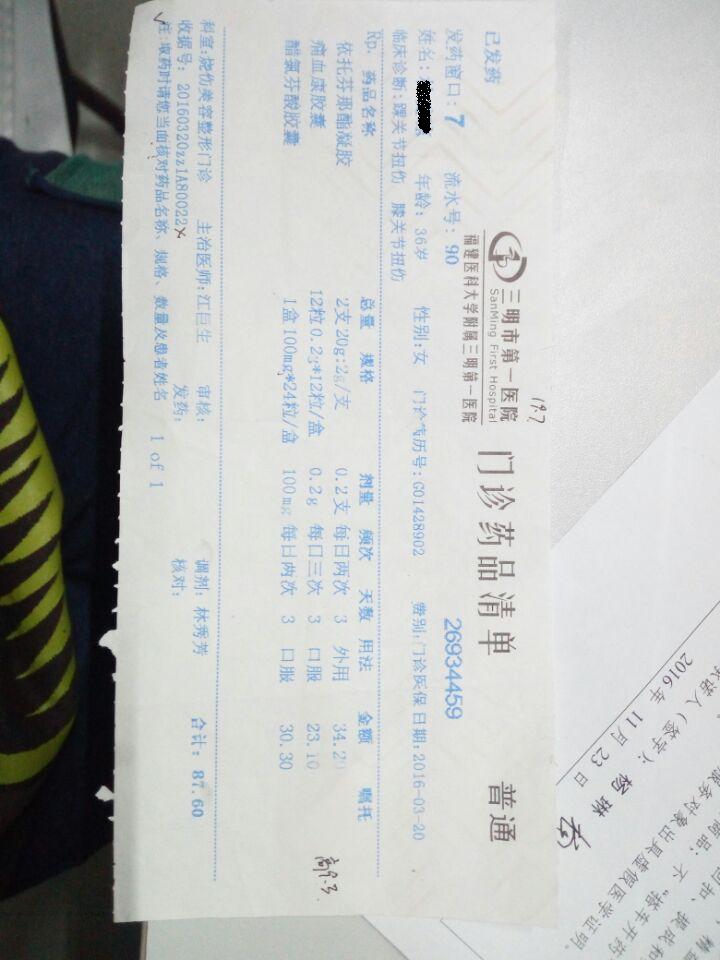 19.7
三明市第一医院
SanMing First Hospital
福建医科大学附属三明第一医院
门诊药品清单
普通
已发药
发药窗口: 7 流水号: 90 26934459
姓名: 年龄: 36岁 性别: 女 门诊病历号: G01428902 费别: 门诊医保 日期: 2016-03-20
临床诊断: 踝关节扭伤 膝关节扭伤
Rp. 药品名称 总量 规格 剂量 频次 天数 用法 金额 嘱托
依托芬那酯凝胶 2支 20g:2g/支 0.2支 每日两次 3 外用 34.20
痛血康胶囊 12粒 0.2g*12粒/盒 0.2g 每日三次 3 口服 23.10
醋氯芬酸胶囊 1盒 100mg*24粒/盒 100mg 每日两次 3 口服 30.30
科室: 烧伤美容整形门诊 主治医师: 江巨生 审核: 调剂: 林秀芳 合计: 87.60
收据号: 20160320zz1A80022 发药: 核对:
注: 取药时请您当面核对药品名称、规格、数量及患者姓名 1 of 1
2016年 11月 23日